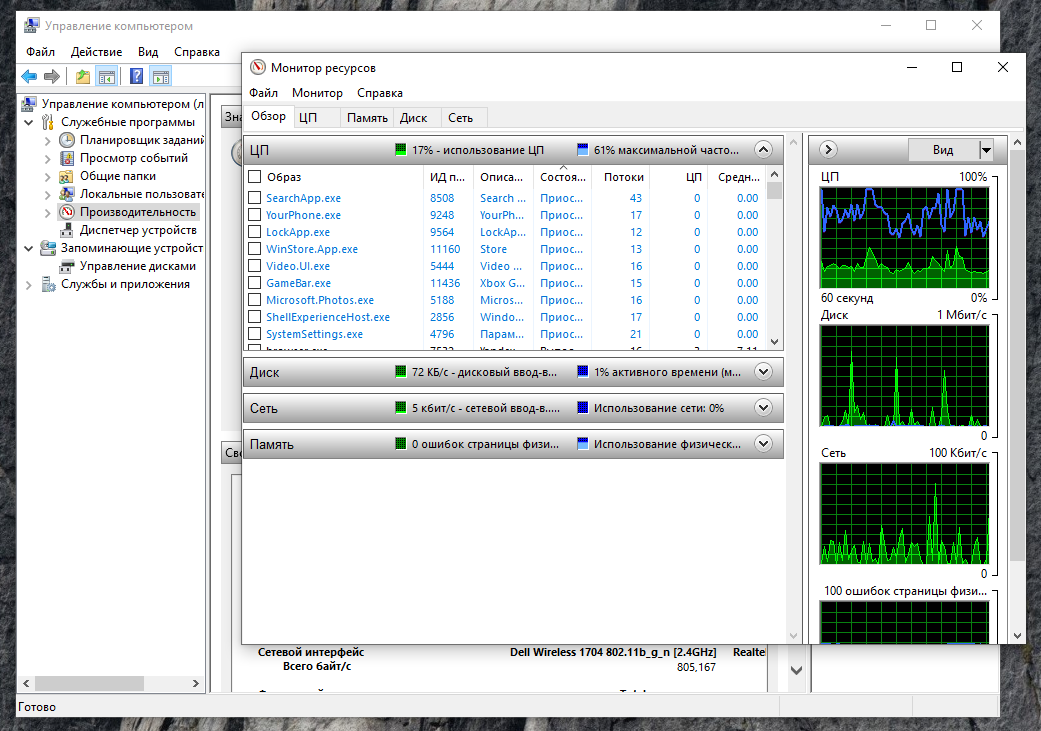 Управление компьютером
Файл Действие Вид Справка
Управление компьютером (л
Служебные программы
Планировщик заданий
Просмотр событий
Общие папки
Локальные пользовате
Производительность
Диспетчер устройств
Запоминающие устройст
Управление дисками
Службы и приложения
Зна
Све
Монитор ресурсов
Файл Монитор Справка
Обзор ЦП Память Диск Сеть
ЦП 17% - использование ЦП 61% максимальной часто...
Образ ИД п... Описа... Состоя... Потоки ЦП Средн...
SearchApp.exe 8508 Search ... Приос... 43 0 0.00
YourPhone.exe 9248 YourPh... Приос... 17 0 0.00
LockApp.exe 9564 LockAp... Приос... 12 0 0.00
WinStore.App.exe 11160 Store Приос... 13 0 0.00
Video.UI.exe 5444 Video ... Приос... 16 0 0.00
GameBar.exe 11436 Xbox G... Приос... 15 0 0.00
Microsoft.Photos.exe 5188 Micros... Приос... 16 0 0.00
ShellExperienceHost.exe 2856 Windo... Приос... 17 0 0.00
SystemSettings.exe 4796 Парам... Приос... 21 0 0.00
Диск 72 КБ/с - дисковый ввод-в... 1% активного времени (м...
Сеть 5 кбит/с - сетевой ввод-в..... Использование сети: 0%
Память 0 ошибок страницы физи... Использование физическ...
Вид
ЦП 100%
60 секунд 0%
Диск 1 Мбит/с
0
Сеть 100 Кбит/с
0
100 ошибок страницы физи...
Сетевой интерфейс Dell Wireless 1704 802.11b_g_n [2.4GHz] Realte
Всего байт/с 805,167
Готово